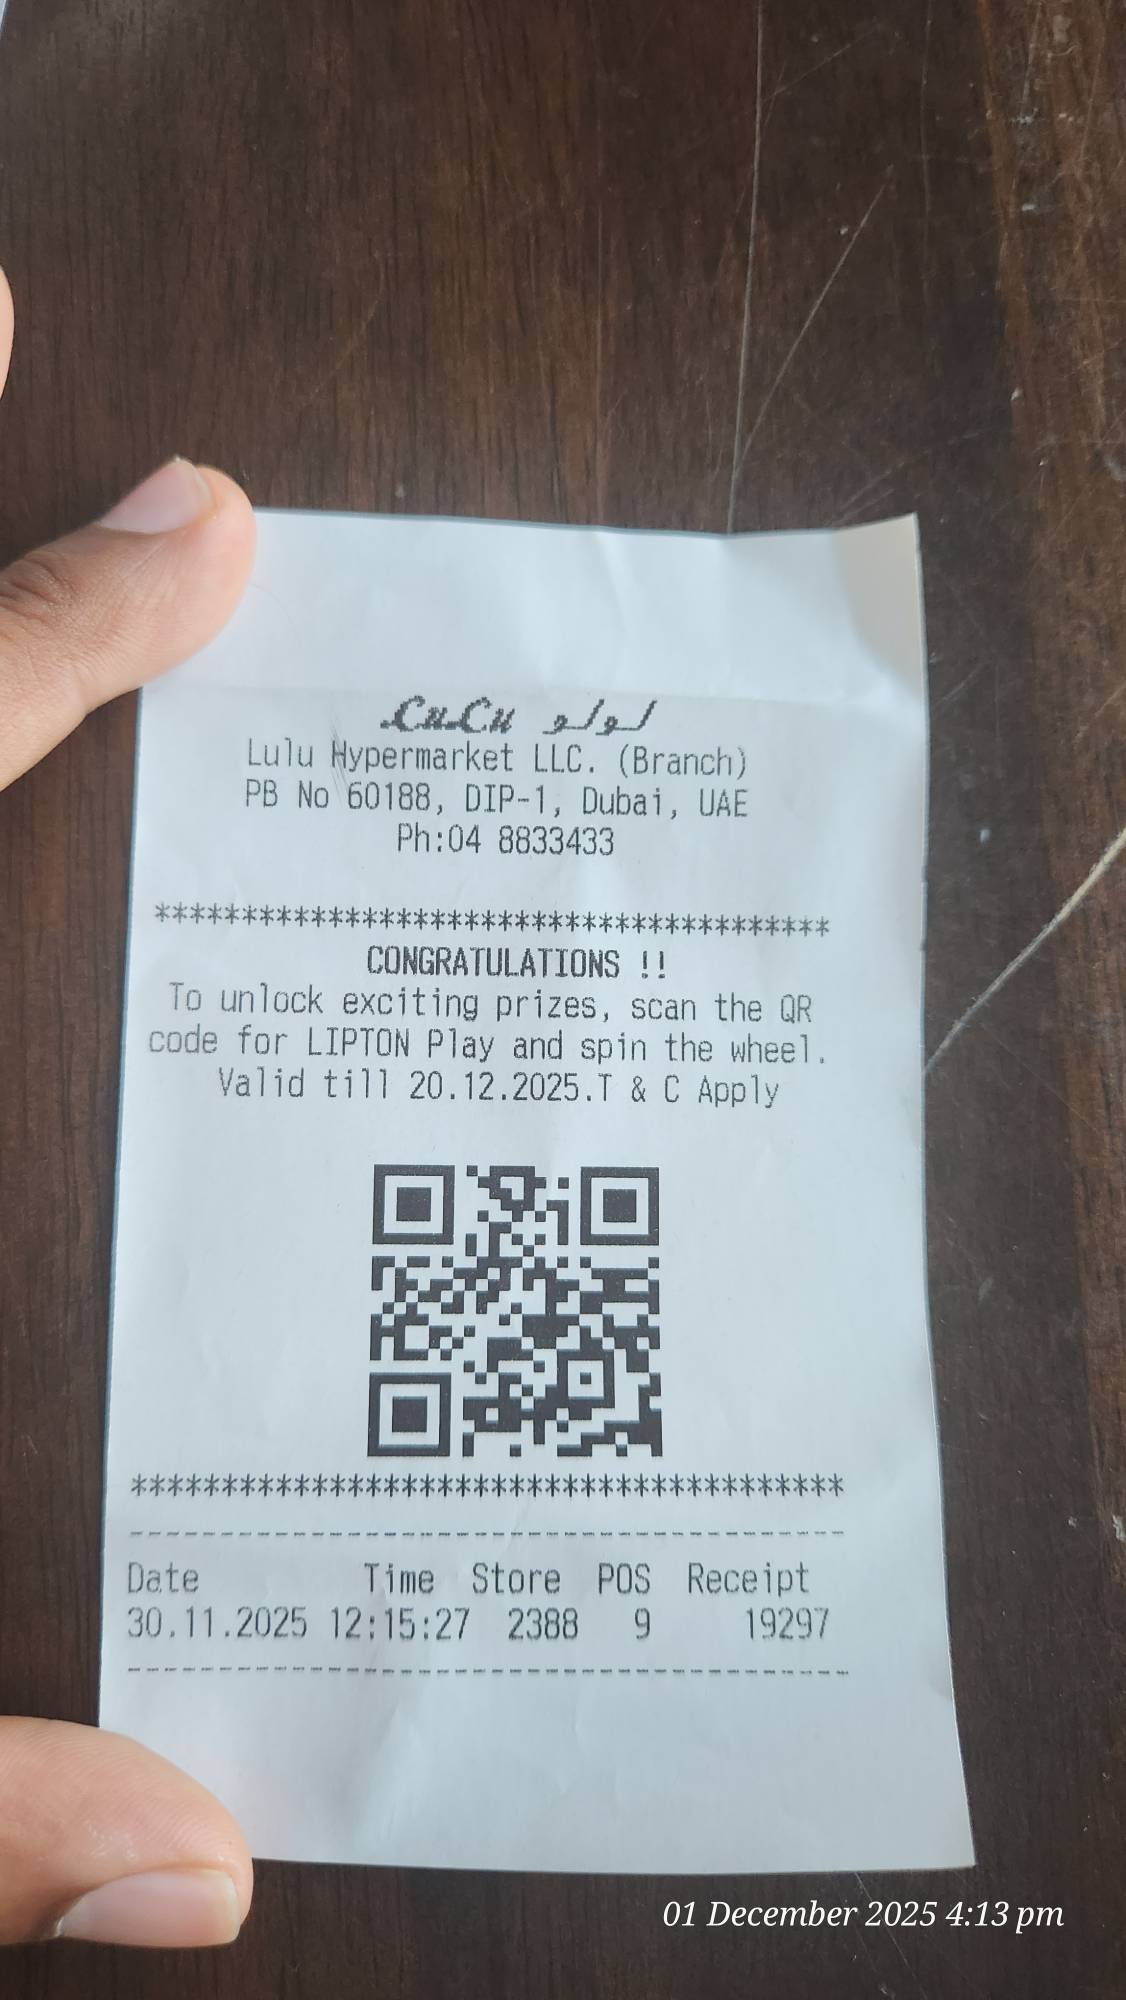 LuLu لولو
Lulu Hypermarket LLC. (Branch)
PB No 60188, DIP-1, Dubai, UAE
Ph:04 8833433
****************************************
CONGRATULATIONS !!
To unlock exciting prizes, scan the QR
code for LIPTON Play and spin the wheel.
Valid till 20.12.2025.T & C Apply
****************************************
----------------------------------------
Date Time Store POS Receipt
30.11.2025 12:15:27 2388 9 19297
----------------------------------------
01 December 2025 4:13 pm